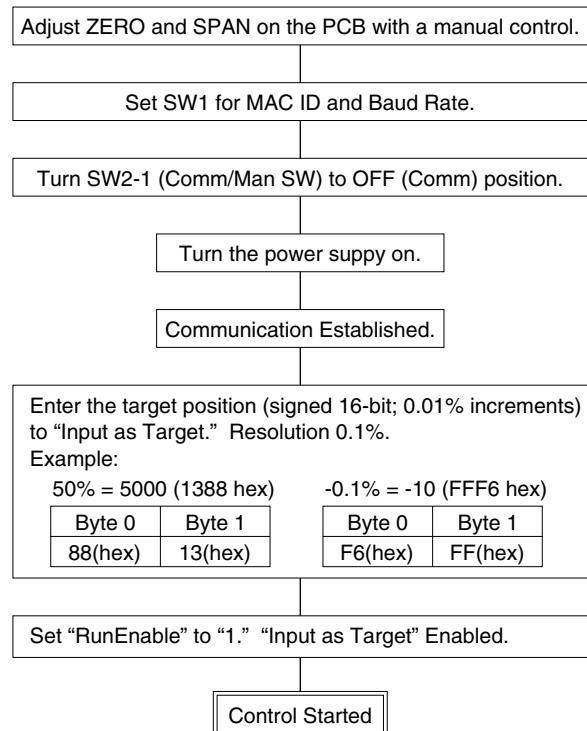 Adjust ZERO and SPAN on the PCB with a manual control.
Set SW1 for MAC ID and Baud Rate.
Turn SW2-1 (Comm/Man SW) to OFF (Comm) position.
Turn the power suppy on.
Communication Established.
Enter the target position (signed 16-bit; 0.01% increments)
to “Input as Target.” Resolution 0.1%.
Example:
50% = 5000 (1388 hex)
Byte 0 Byte 1
88(hex) 13(hex)
-0.1% = -10 (FFF6 hex)
Byte 0 Byte 1
F6(hex) FF(hex)
Set “RunEnable” to “1.” “Input as Target” Enabled.
Control Started